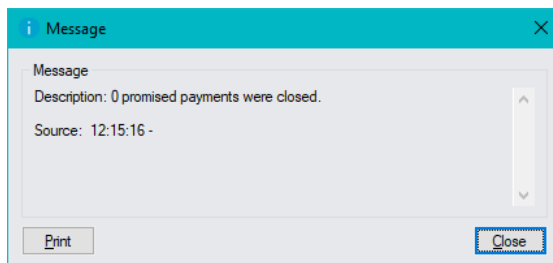 Message
Message
Description: 0 promised payments were closed.
Source: 12:15:16 -
Print
Close